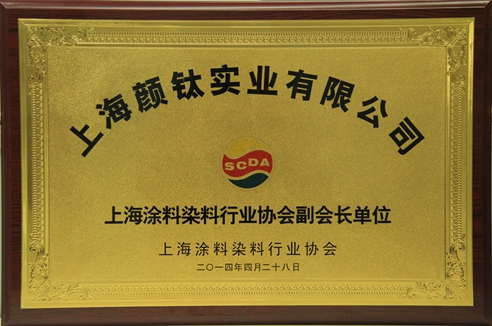 上海颜钛实业有限公司
SCDA
上海涂料染料行业协会副会长单位
上海涂料染料行业协会
二〇一四年四月二十八日